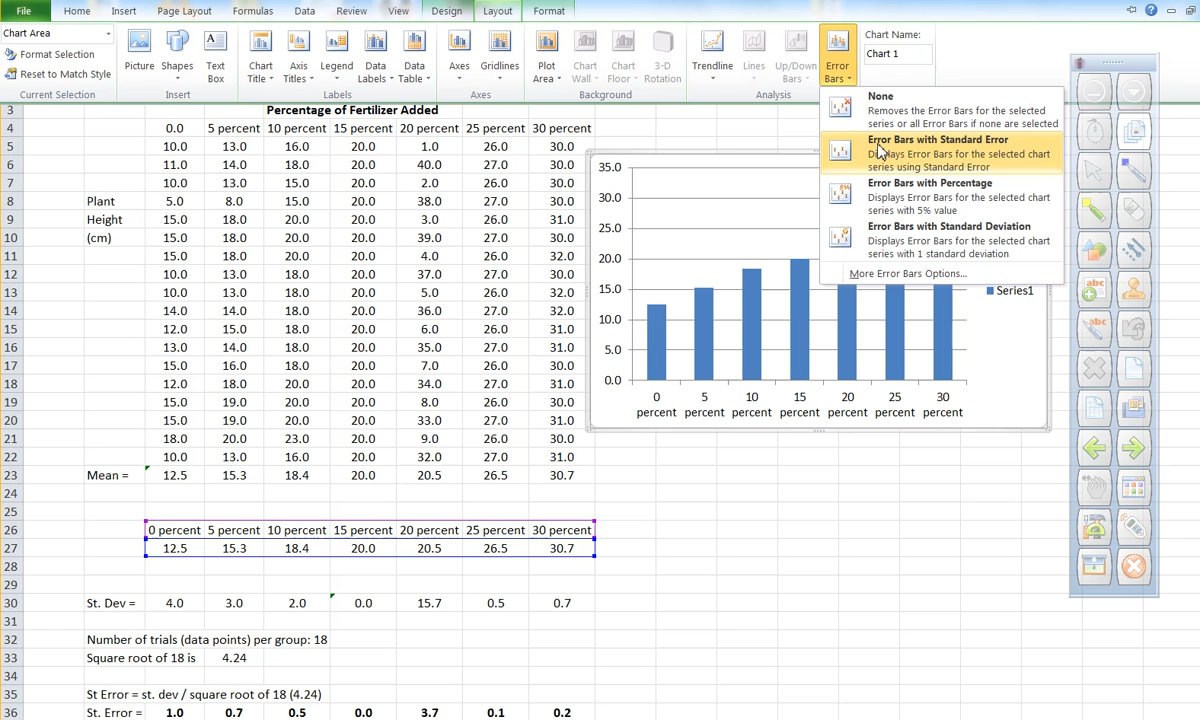 File Home Insert Page Layout Formulas Data Review View Design Layout Format
Chart Area
Format Selection
Reset to Match Style
Current Selection
Picture Shapes Text Box
Insert
Chart Title Axis Titles Legend Data Labels Data Table
Labels
Axes Gridlines
Axes
Plot Area Chart Wall Chart Floor 3-D Rotation
Background
Trendline Lines Up/Down Bars Error Bars
Analysis
Chart Name:
Chart 1
None
Removes the Error Bars for the selected
series or all Error Bars if none are selected
Error Bars with Standard Error
Displays Error Bars for the selected chart
series using Standard Error
Error Bars with Percentage
Displays Error Bars for the selected chart
series with 5% value
Error Bars with Standard Deviation
Displays Error Bars for the selected chart
series with 1 standard deviation
More Error Bars Options...
3 Percentage of Fertilizer Added
4 0.0 5 percent 10 percent 15 percent 20 percent 25 percent 30 percent
5 10.0 13.0 16.0 20.0 1.0 26.0 30.0
6 11.0 14.0 18.0 20.0 40.0 27.0 30.0
7 10.0 13.0 15.0 20.0 2.0 26.0 30.0
8 Plant 5.0 8.0 15.0 20.0 38.0 27.0 30.0
9 Height 15.0 18.0 20.0 20.0 3.0 26.0 31.0
10 (cm) 15.0 18.0 20.0 20.0 39.0 27.0 30.0
11 15.0 18.0 20.0 20.0 4.0 26.0 32.0
12 10.0 13.0 18.0 20.0 37.0 27.0 30.0
13 10.0 13.0 18.0 20.0 5.0 26.0 32.0
14 14.0 14.0 18.0 20.0 36.0 27.0 30.0
15 12.0 15.0 18.0 20.0 6.0 26.0 31.0
16 13.0 14.0 18.0 20.0 35.0 27.0 31.0
17 15.0 16.0 18.0 20.0 7.0 26.0 30.0
18 12.0 18.0 20.0 20.0 34.0 27.0 31.0
19 15.0 19.0 20.0 20.0 8.0 26.0 30.0
20 15.0 19.0 20.0 20.0 33.0 27.0 31.0
21 18.0 20.0 23.0 20.0 9.0 26.0 30.0
22 10.0 13.0 16.0 20.0 32.0 27.0 31.0
23 Mean = 12.5 15.3 18.4 20.0 20.5 26.5 30.7
24
25
26 0 percent 5 percent 10 percent 15 percent 20 percent 25 percent 30 percent
27 12.5 15.3 18.4 20.0 20.5 26.5 30.7
28
29
30 St. Dev = 4.0 3.0 2.0 0.0 15.7 0.5 0.7
31
32 Number of trials (data points) per group: 18
33 Square root of 18 is 4.24
34
35 St Error = st. dev / square root of 18 (4.24)
36 St. Error = 1.0 0.7 0.5 0.0 3.7 0.1 0.2
35.0
30.0
25.0
20.0
15.0
10.0
5.0
0.0
0 5 10 15 20 25 30
percent percent percent percent percent percent percent
Series1
abc
abc